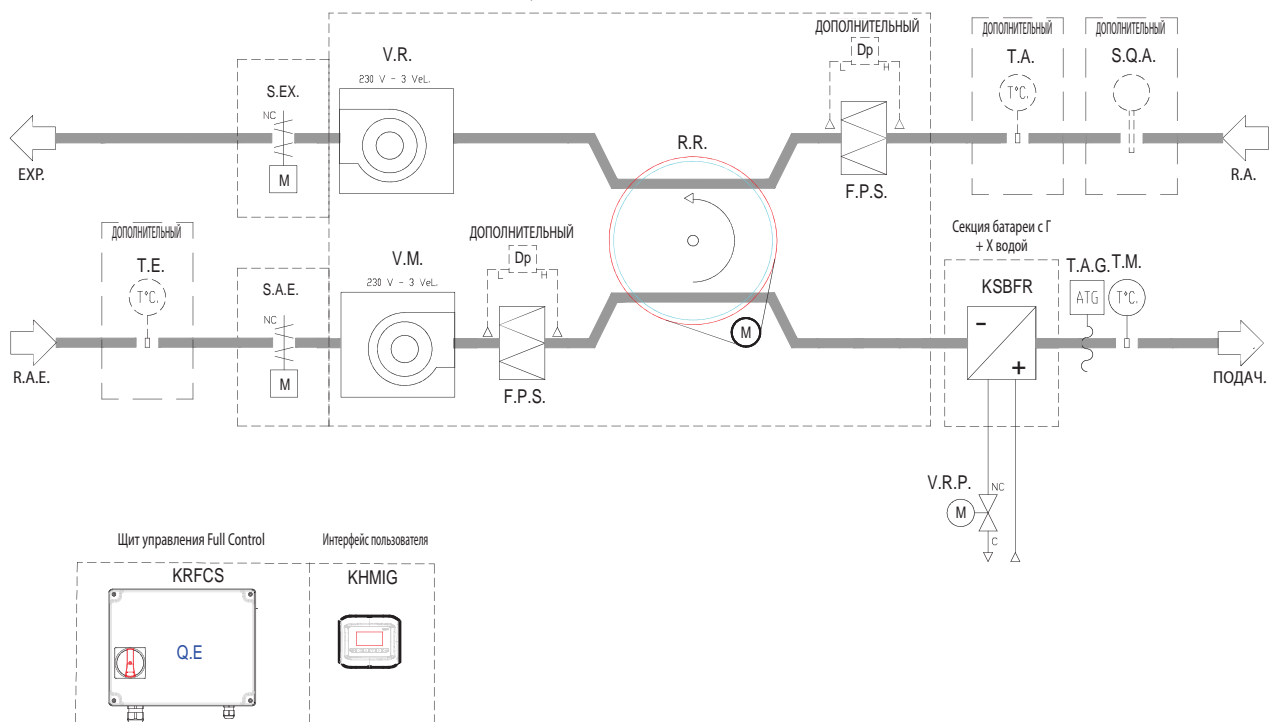 ДОПОЛНИТЕЛЬНЫЙ
Dp
L
H
ДОПОЛНИТЕЛЬНЫЙ
T.A.
T°C.
ДОПОЛНИТЕЛЬНЫЙ
S.Q.A.
V.R.
230 V - 3 VeL.
S.EX.
NC
M
EXP.
R.R.
F.P.S.
R.A.
ДОПОЛНИТЕЛЬНЫЙ
T.E.
T°C.
R.A.E.
S.A.E.
NC
M
V.M.
230 V - 3 VeL.
ДОПОЛНИТЕЛЬНЫЙ
Dp
L
H
F.P.S.
M
Секция батареи с Г
+ Х водой
KSBFR
-
+
T.A.G.
ATG
T.M.
T°C.
ПОДАЧ.
V.R.P.
NC
M
C
Щит управления Full Control
KRFCS
Q.E
Интерфейс пользователя
KHMIG